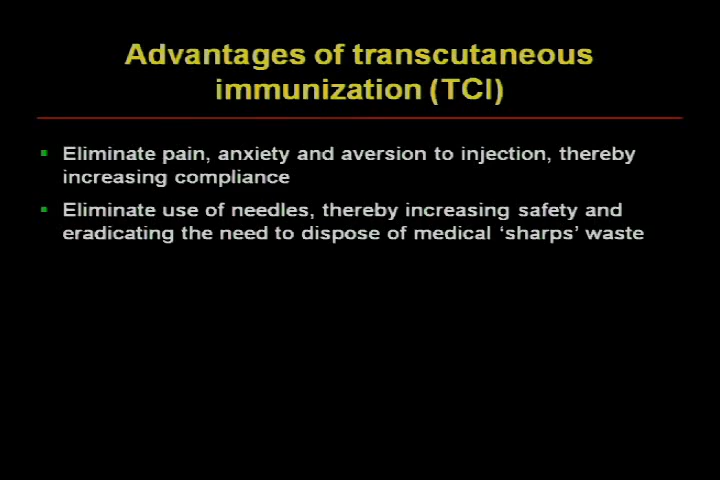 Advantages of transcutaneous
immunization (TCI)
▪ Eliminate pain, anxiety and aversion to injection, thereby
increasing compliance
▪ Eliminate use of needles, thereby increasing safety and
eradicating the need to dispose of medical ‘sharps’ waste